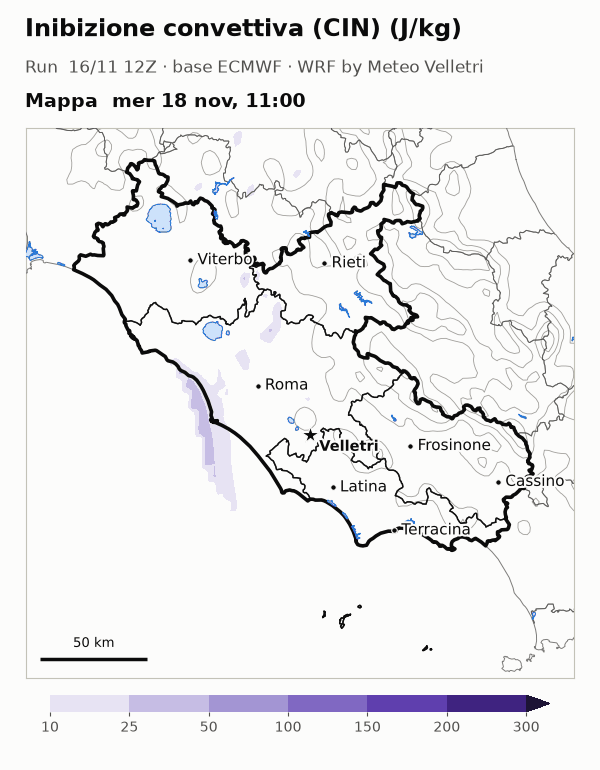 Inibizione convettiva (CIN) (J/kg)
Run  16/11 12Z · base ECMWF · WRF by Meteo Velletri
Mappa  mer 18 nov, 11:00
Viterbo
Rieti
Roma
Velletri
Frosinone
Cassino
Latina
Terracina
50 km
10 25 50 100 150 200 300